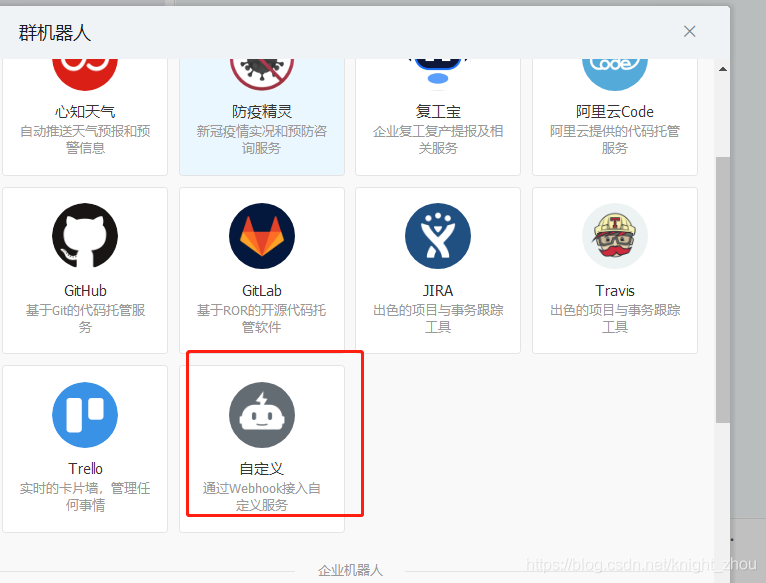 群机器人
CODE
心知天气
防疫精灵
复工宝
阿里云Code
自动推送天气预报和预
警信息
新冠疫情实况和预防咨
询服务
企业复工复产提报及相
关服务
阿里云提供的代码托管
服务
GitHub
GitLab
JIRA
Travis
基于Git的代码托管服
务
基于ROR的开源代码托
管软件
出色的项目与事务跟踪
工具
出色的项目与事务跟踪
工具
Trello
自定义
实时的卡片墙，管理任
何事情
通过Webhook接入自
定义服务
企业机器人
https://blog.csdn.net/knight_zhou